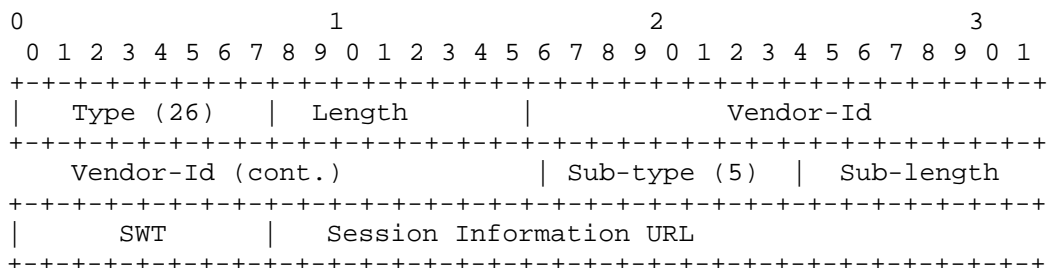 0                   1                   2                   3
 0 1 2 3 4 5 6 7 8 9 0 1 2 3 4 5 6 7 8 9 0 1 2 3 4 5 6 7 8 9 0 1
+-+-+-+-+-+-+-+-+-+-+-+-+-+-+-+-+-+-+-+-+-+-+-+-+-+-+-+-+-+-+-+-+
|   Type (26)   |  Length       |            Vendor-Id
+-+-+-+-+-+-+-+-+-+-+-+-+-+-+-+-+-+-+-+-+-+-+-+-+-+-+-+-+-+-+-+-+
    Vendor-Id (cont.)            | Sub-type (5)  |  Sub-length
+-+-+-+-+-+-+-+-+-+-+-+-+-+-+-+-+-+-+-+-+-+-+-+-+-+-+-+-+-+-+-+-+
|      SWT      |   Session Information URL
+-+-+-+-+-+-+-+-+-+-+-+-+-+-+-+-+-+-+-+-+-+-+-+-+-+-+-+-+-+-+-+-+